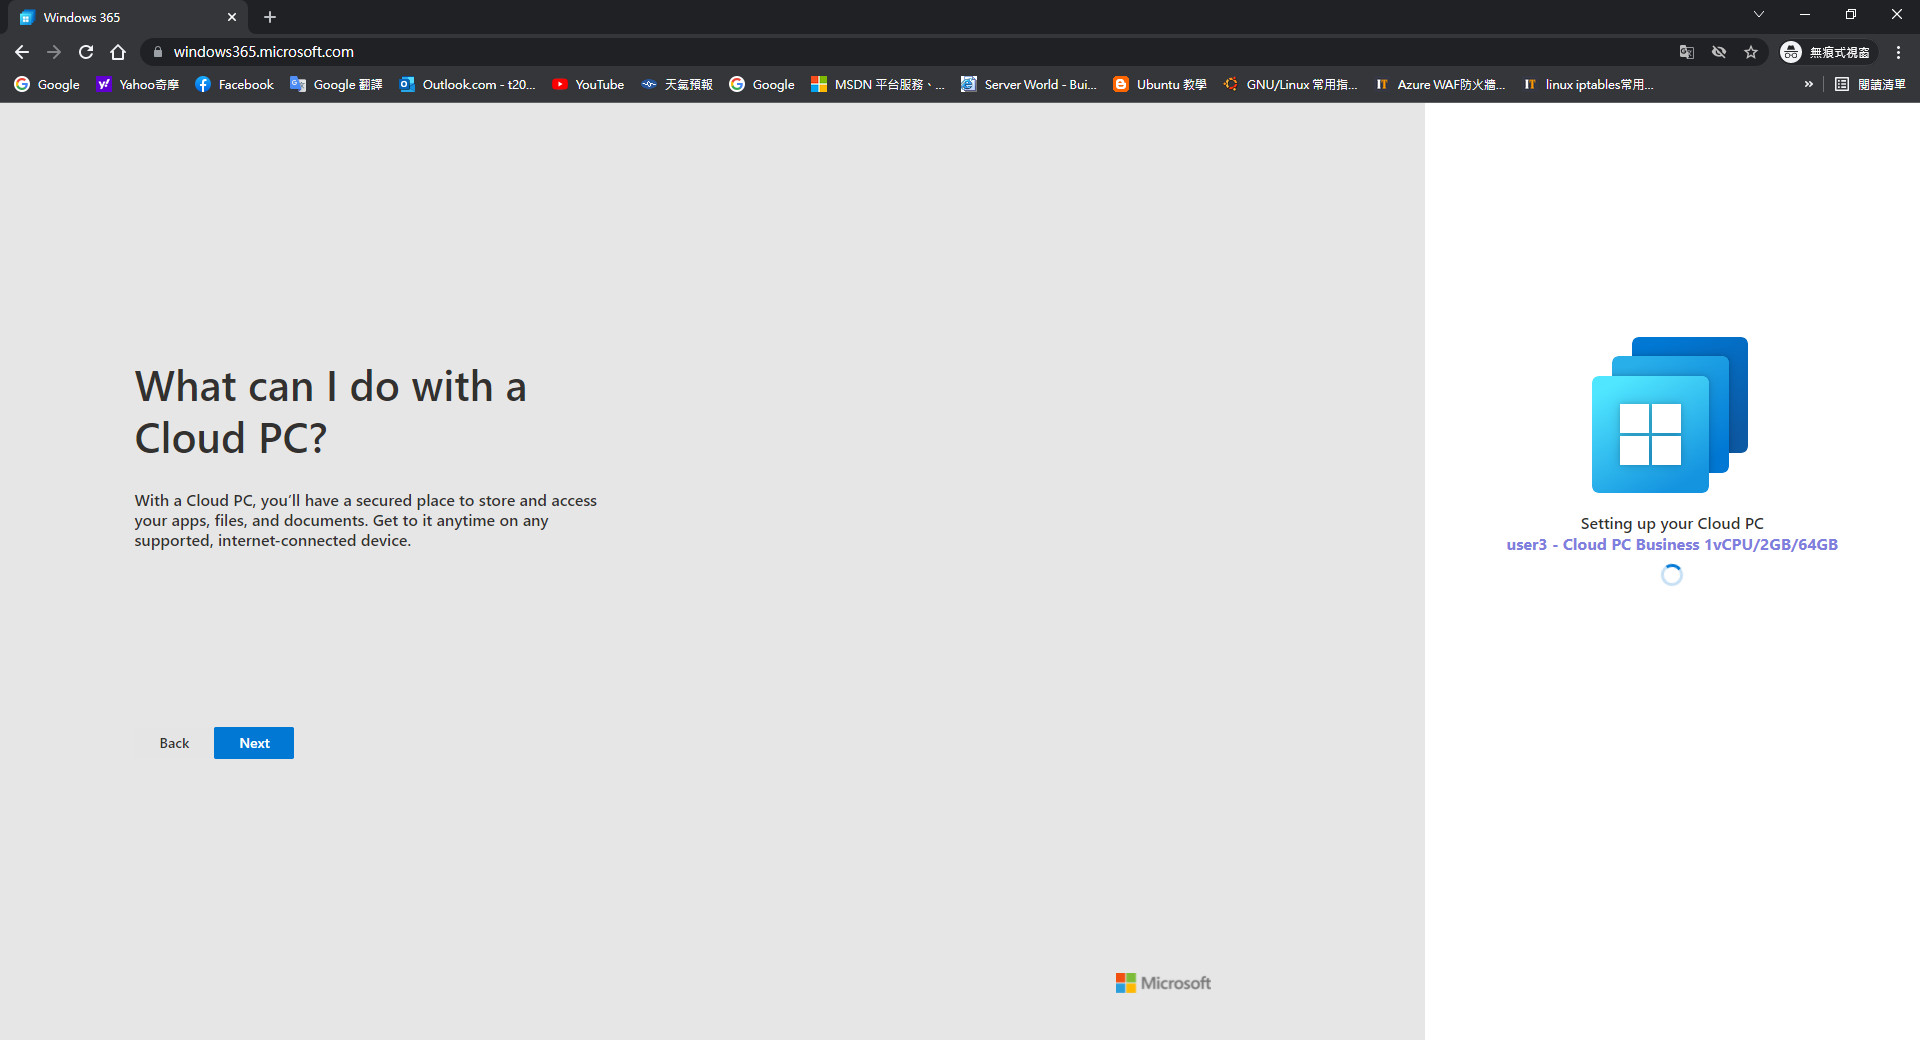 Windows 365
windows365.microsoft.com
無痕式視窗
Google
Yahoo奇摩
Facebook
Google 翻譯
Outlook.com - t20...
YouTube
天氣預報
Google
MSDN 平台服務、...
Server World - Bui...
Ubuntu 教學
GNU/Linux 常用指...
Azure WAF防火牆...
linux iptables常用...
»
閱讀清單
What can I do with a
Cloud PC?
With a Cloud PC, you'll have a secured place to store and access
your apps, files, and documents. Get to it anytime on any
supported, internet-connected device.
Back
Next
Microsoft
Setting up your Cloud PC
user3 - Cloud PC Business 1vCPU/2GB/64GB